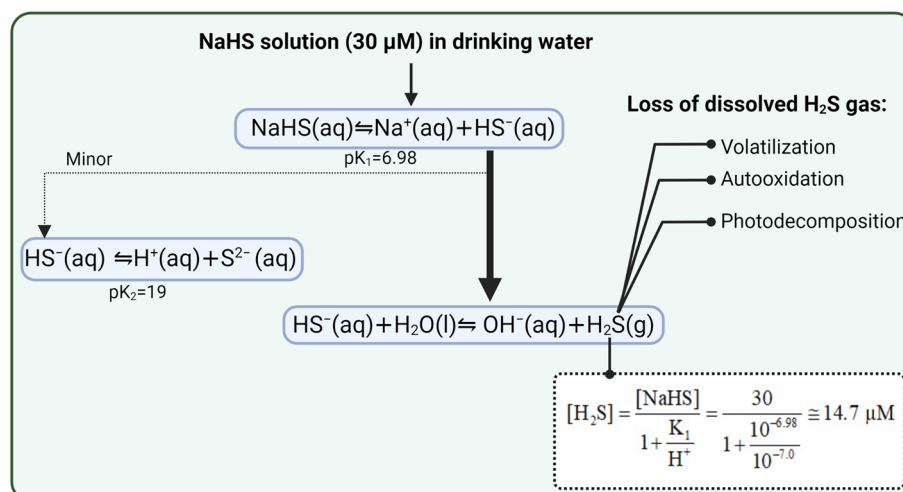 NaHS solution (30 μM) in drinking water
NaHS(aq)⇋Na⁺(aq)+HS⁻(aq)
pK₁=6.98
Minor
HS⁻(aq) ⇋H⁺(aq)+S²⁻ (aq)
pK₂=19
HS⁻(aq)+H₂O(l)⇋ OH⁻(aq)+H₂S(g)
Loss of dissolved H₂S gas:
Volatilization
Autooxidation
Photodecomposition
[H₂S] = [NaHS] / (1 + K₁ / H⁺) = 30 / (1 + 10⁻⁶·⁹⁸ / 10⁻⁷·⁰) ≅ 14.7 μM